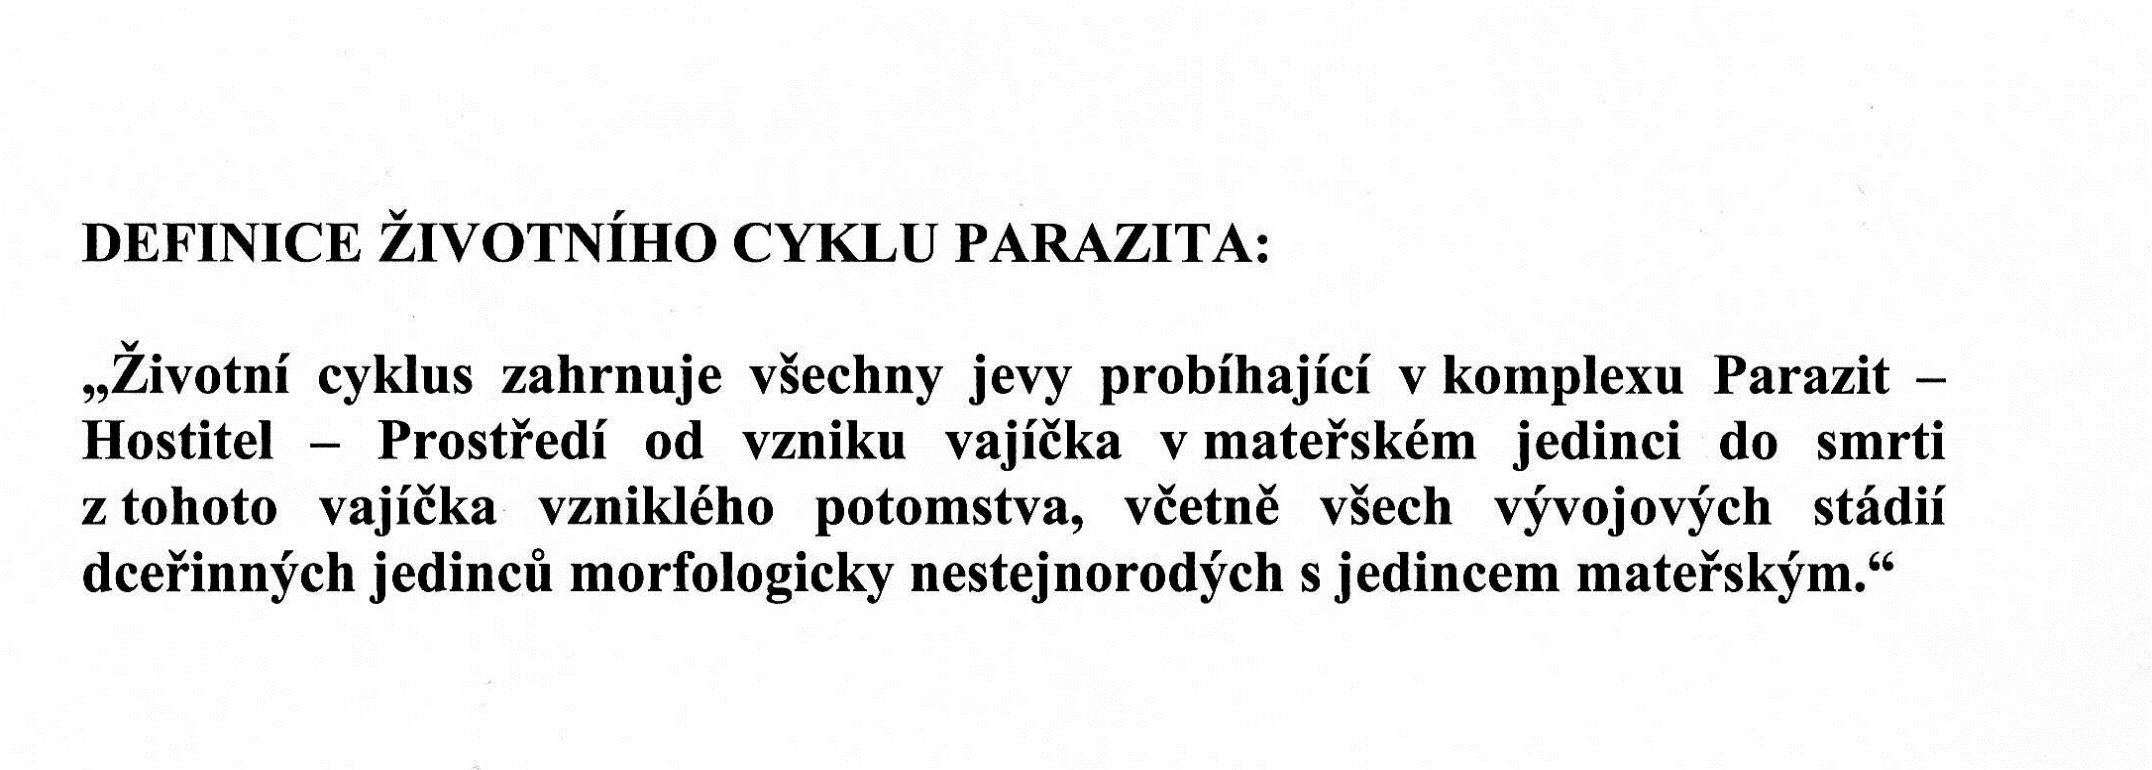 DEFINICE ŽIVOTNÍHO CYKLU PARAZITA:
„Životní cyklus zahrnuje všechny jevy probíhající v komplexu Parazit –
Hostitel – Prostředí od vzniku vajíčka v mateřském jedinci do smrti
z tohoto vajíčka vzniklého potomstva, včetně všech vývojových stádií
dceřinných jedinců morfologicky nestejnorodých s jedincem mateřským.“